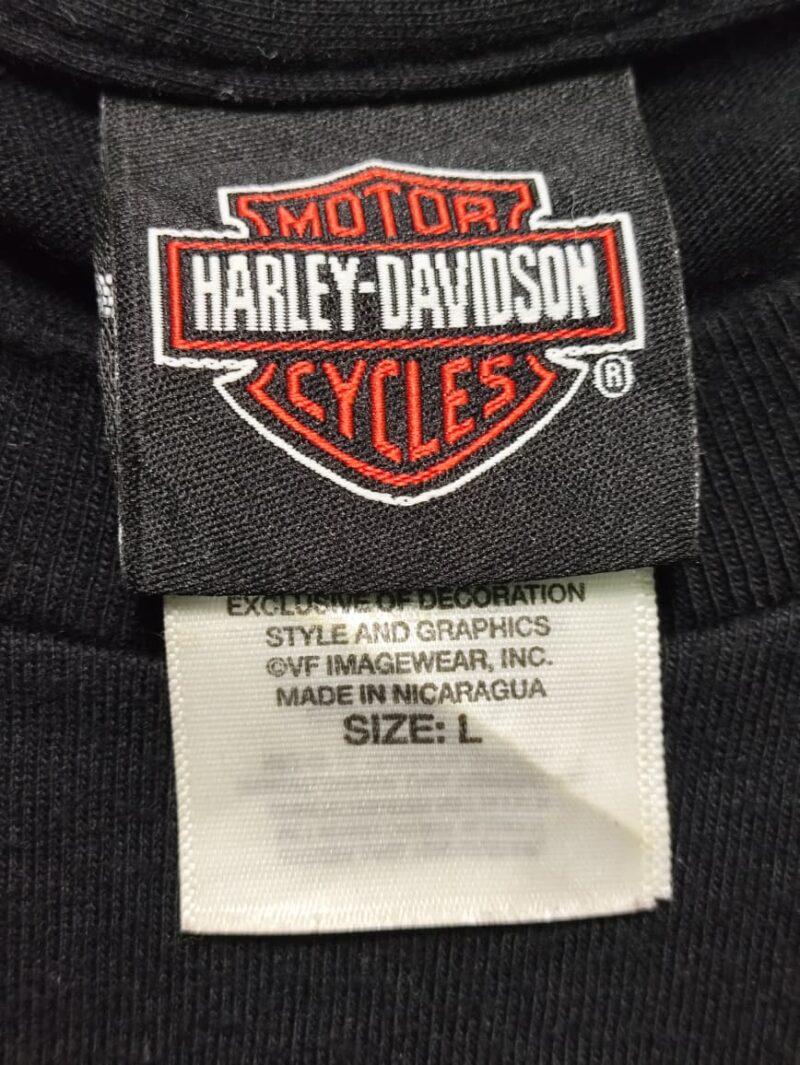 MOTOR
HARLEY-DAVIDSON
CYCLES
®
EXCLUSIVE OF DECORATION
STYLE AND GRAPHICS
©VF IMAGEWEAR, INC.
MADE IN NICARAGUA
SIZE: L